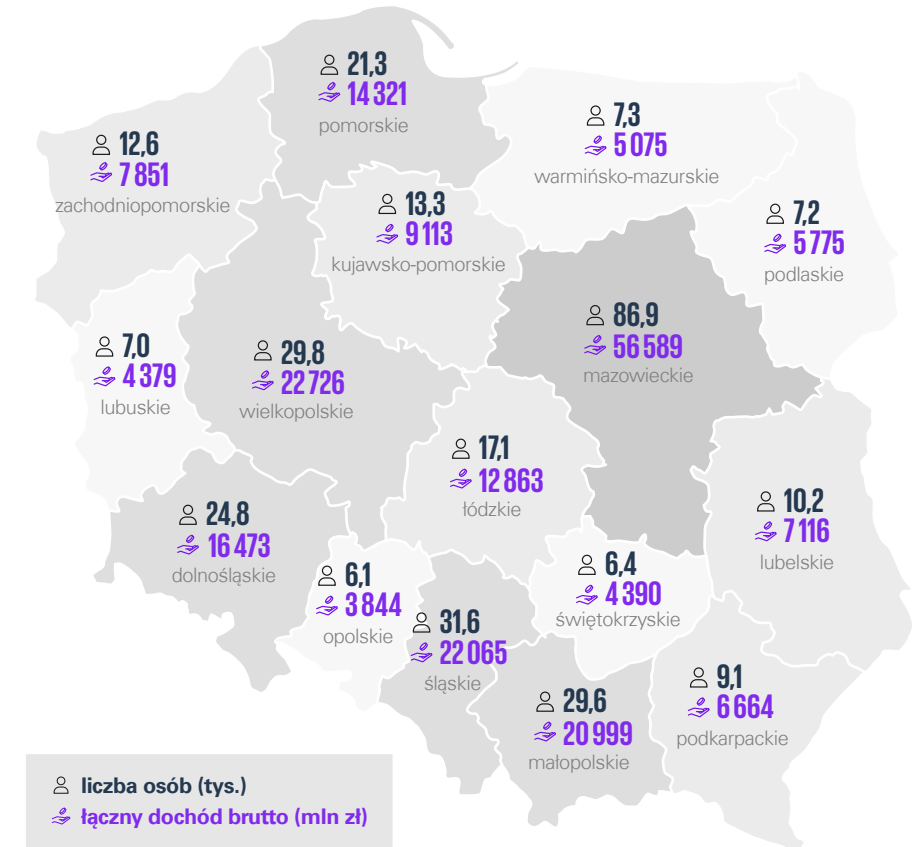 21,3
14 321
pomorskie
7,3
5 075
warmińsko-mazurskie
12,6
7 851
zachodniopomorskie
13,3
9 113
kujawsko-pomorskie
7,2
5 775
podlaskie
86,9
56 589
mazowieckie
7,0
4 379
lubuskie
29,8
22 726
wielkopolskie
17,1
12 863
łódzkie
24,8
16 473
dolnośląskie
10,2
7 116
lubelskie
6,1
3 844
opolskie
6,4
4 390
świętokrzyskie
31,6
22 065
śląskie
9,1
6 664
podkarpackie
29,6
20 999
małopolskie
liczba osób (tys.)
łączny dochód brutto (mln zł)